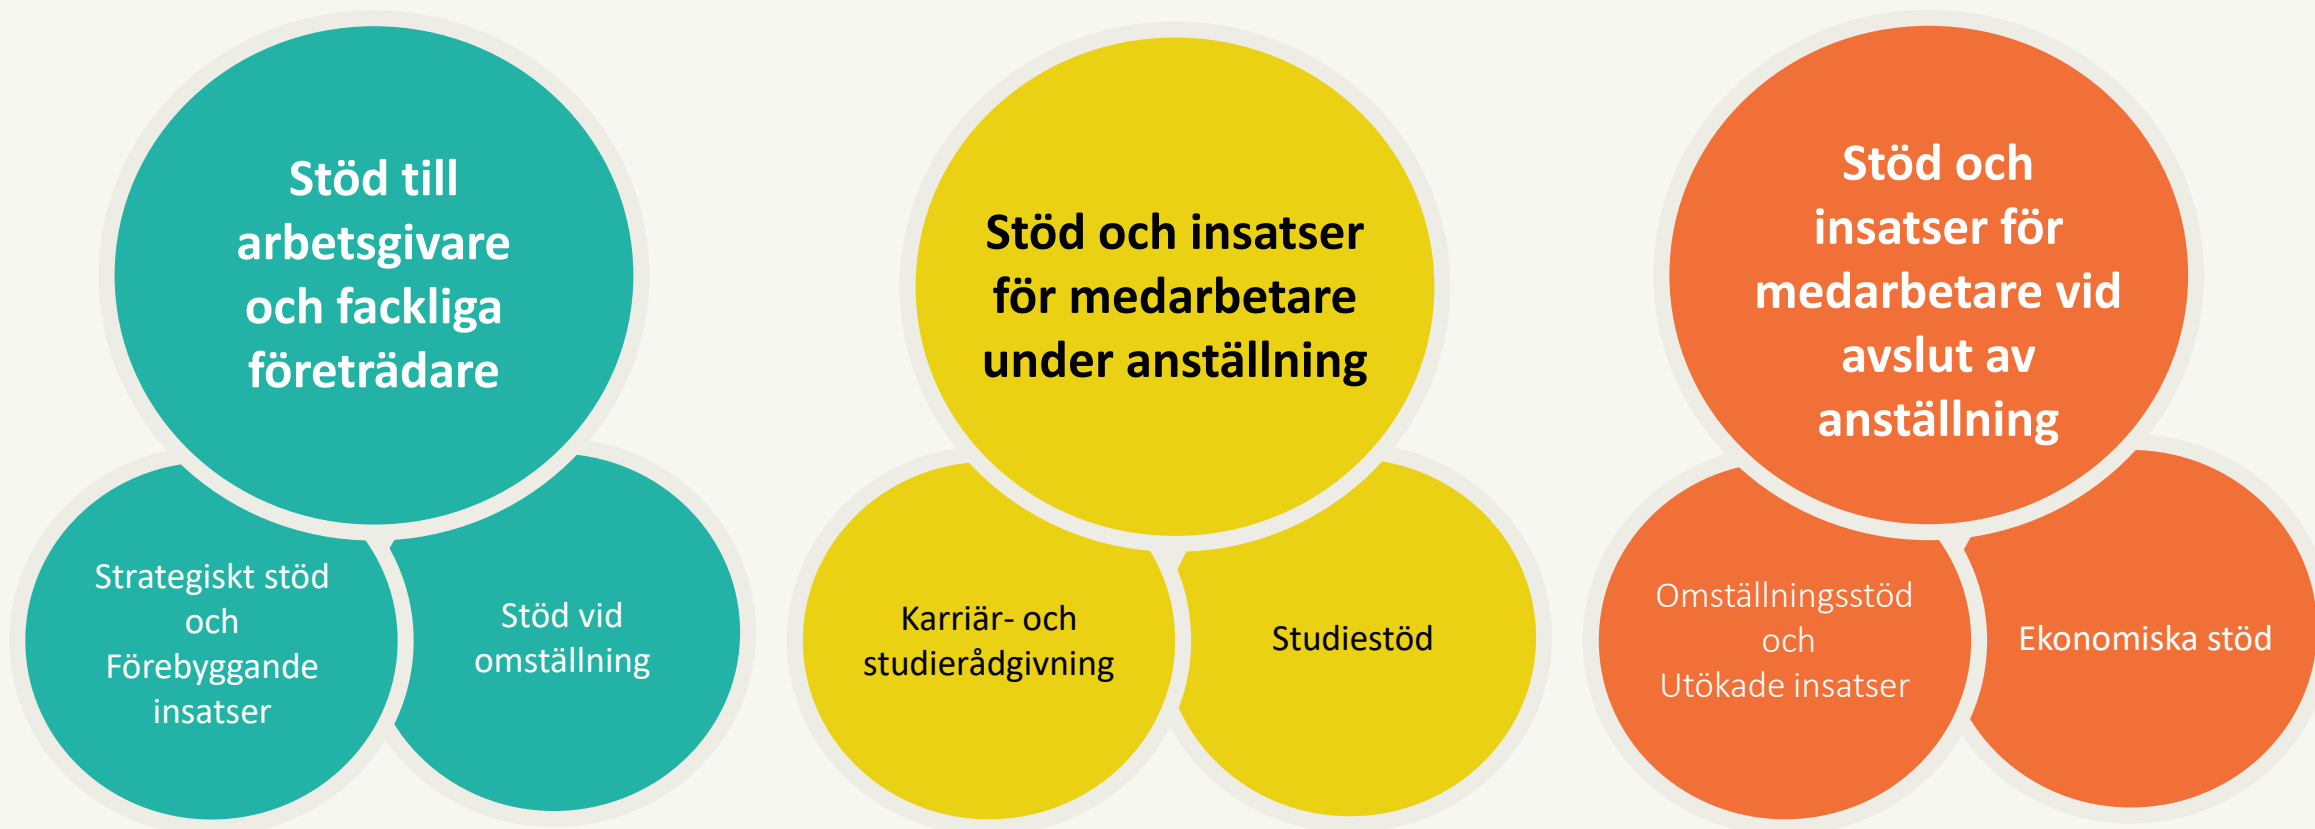 Stöd till
arbetsgivare
och fackliga
företrädare
Strategiskt stöd
och
Förebyggande
insatser
Stöd vid
omställning
Stöd och insatser
för medarbetare
under anställning
Karriär- och
studierådgivning
Studiestöd
Stöd och
insatser för
medarbetare vid
avslut av
anställning
Omställningsstöd
och
Utökade insatser
Ekonomiska stöd